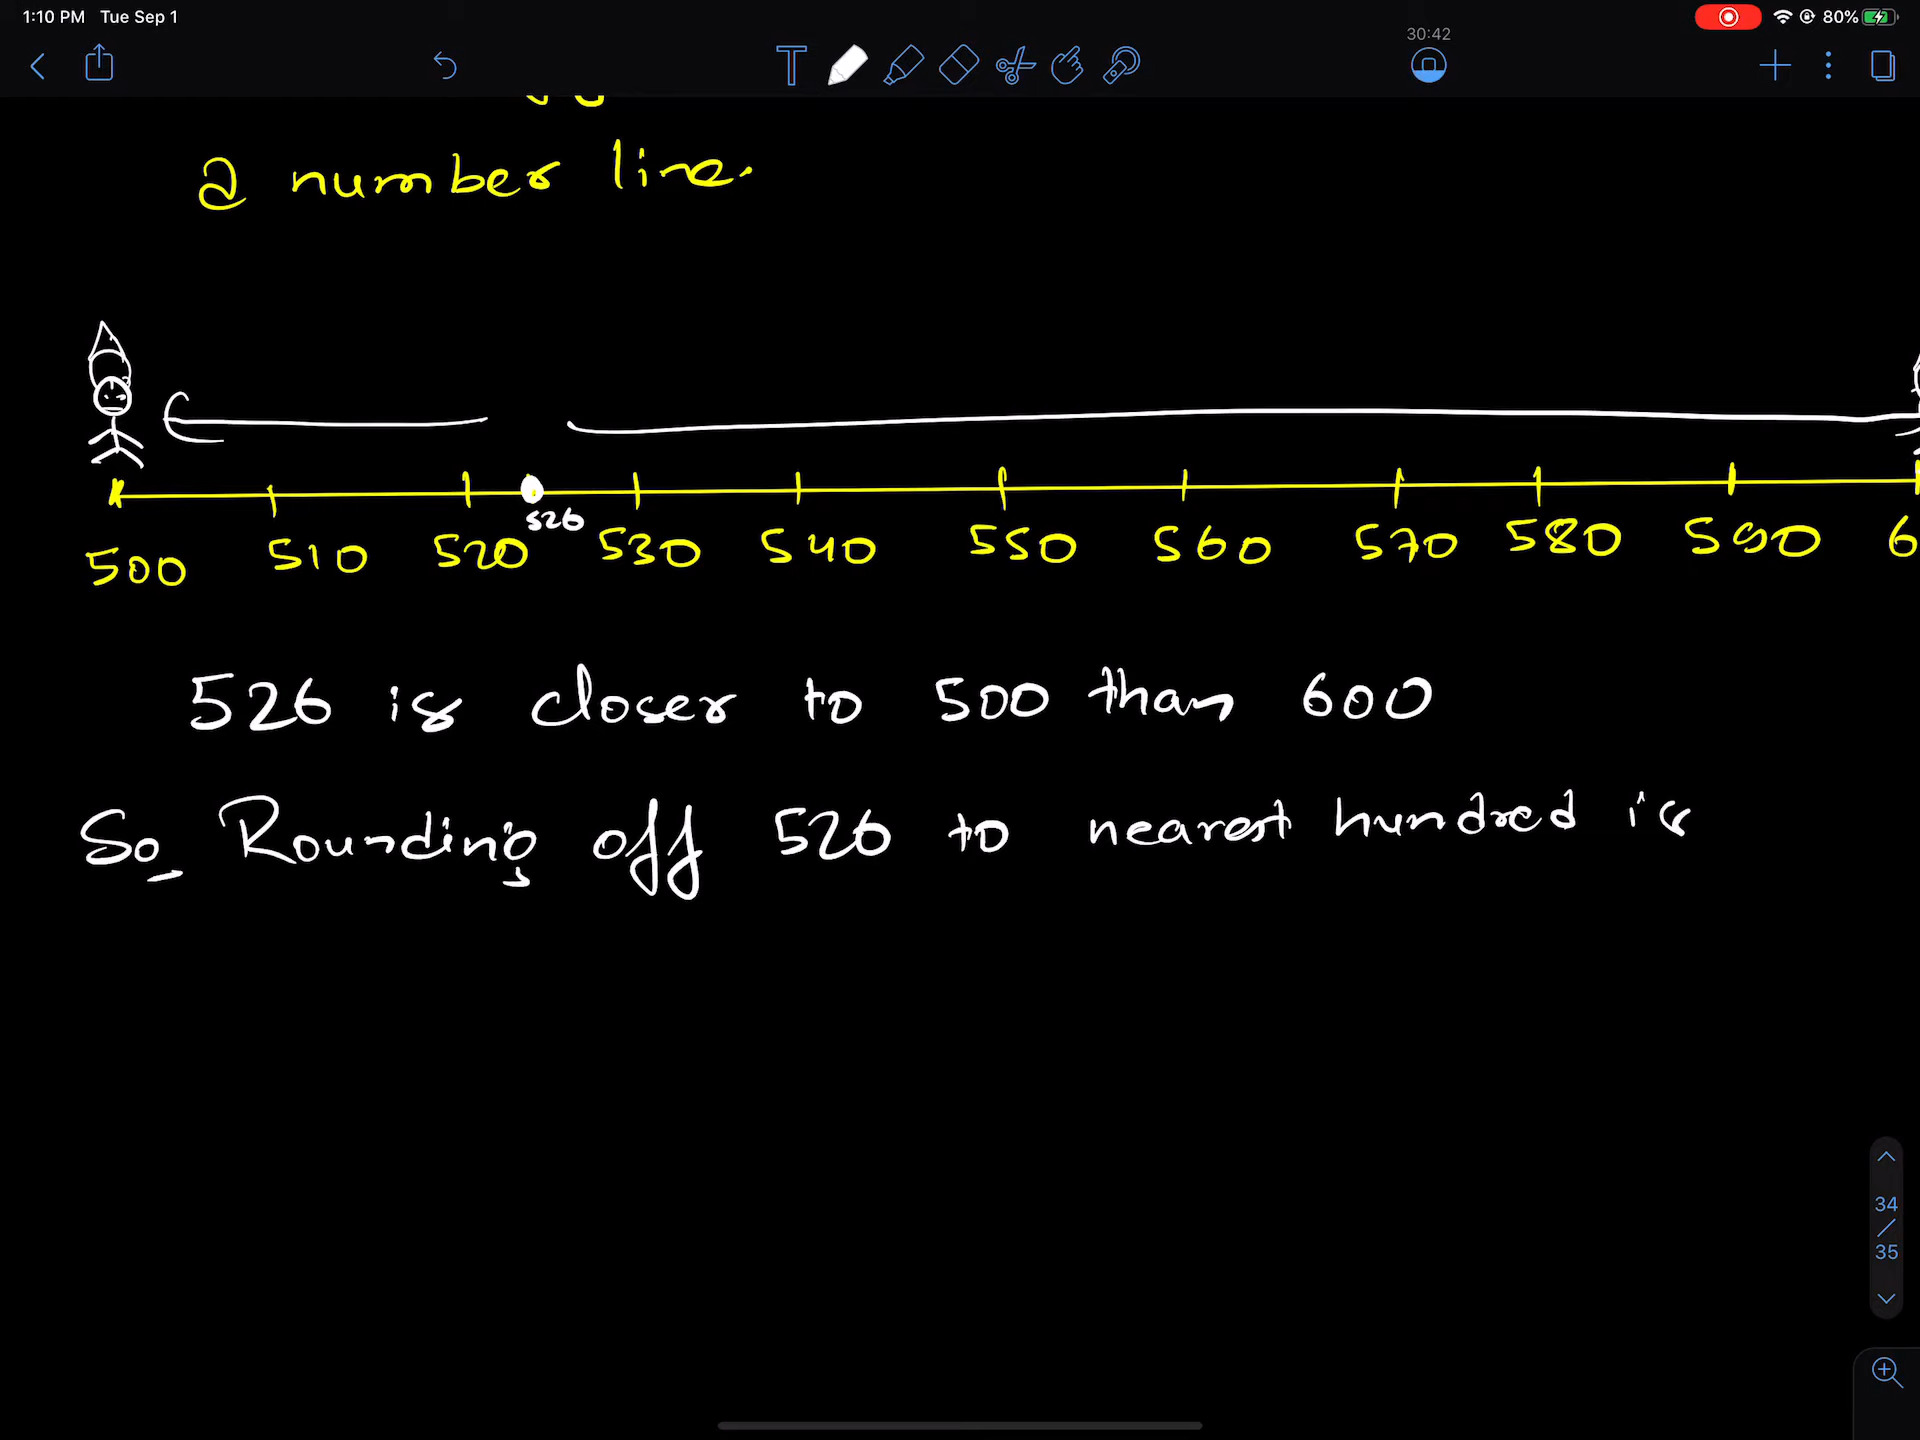 1:10 PM Tue Sep 1
80%
30:42
T
a number line.
526
500 510 520 530 540 550 560 570 580 590 6
526 is closer to 500 than 600
So Rounding off 526 to nearest hundred is
34
35